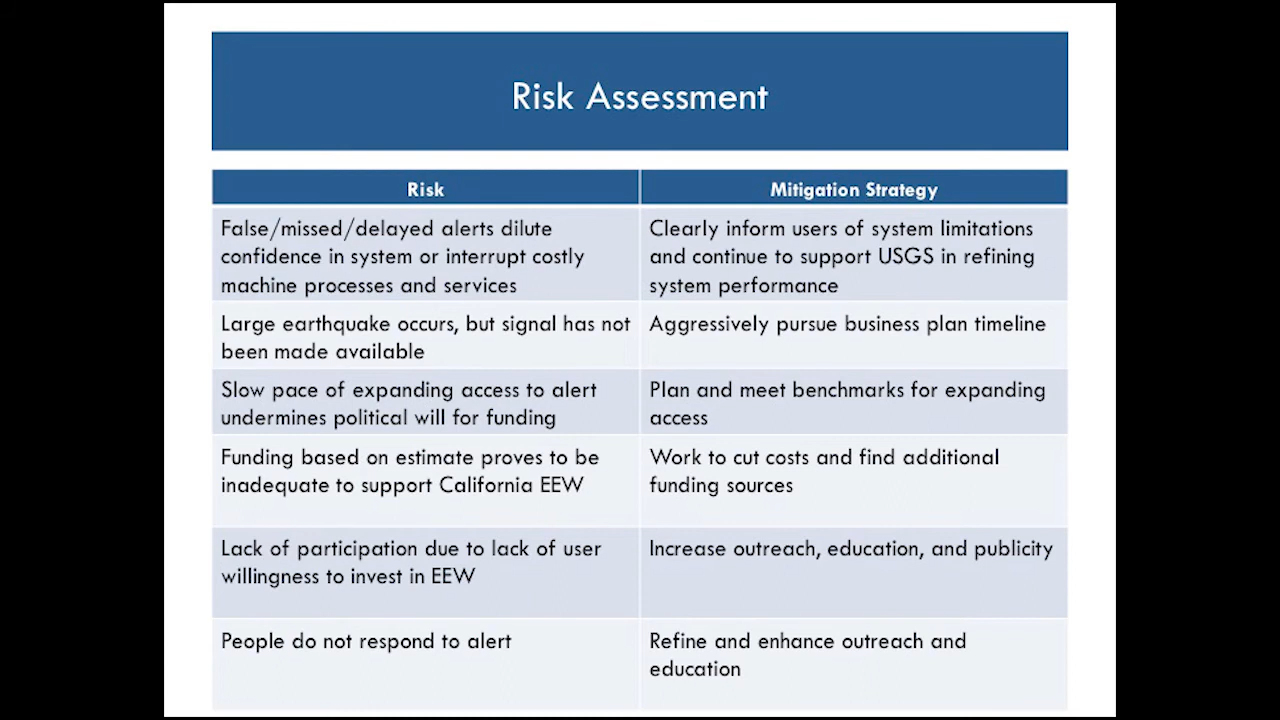 Risk Assessment
Risk
Mitigation Strategy
False/missed/delayed alerts dilute
confidence in system or interrupt costly
machine processes and services
Clearly inform users of system limitations
and continue to support USGS in refining
system performance
Large earthquake occurs, but signal has not
been made available
Aggressively pursue business plan timeline
Slow pace of expanding access to alert
undermines political will for funding
Plan and meet benchmarks for expanding
access
Funding based on estimate proves to be
inadequate to support California EEW
Work to cut costs and find additional
funding sources
Lack of participation due to lack of user
willingness to invest in EEW
Increase outreach, education, and publicity
People do not respond to alert
Refine and enhance outreach and
education